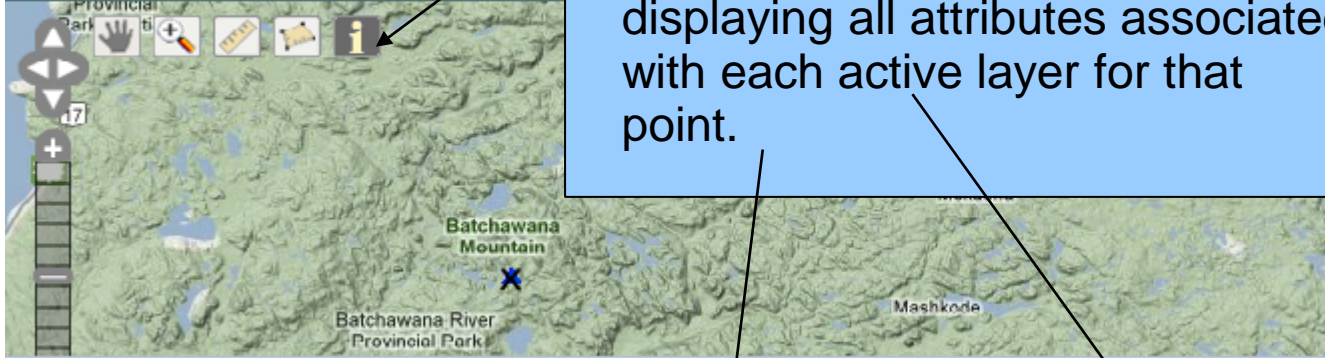 Provincial
Park
displaying all attributes associated
with each active layer for that
point.
17
Batchawana
Mountain
Mashkode
Batchawana River
Provincial Park